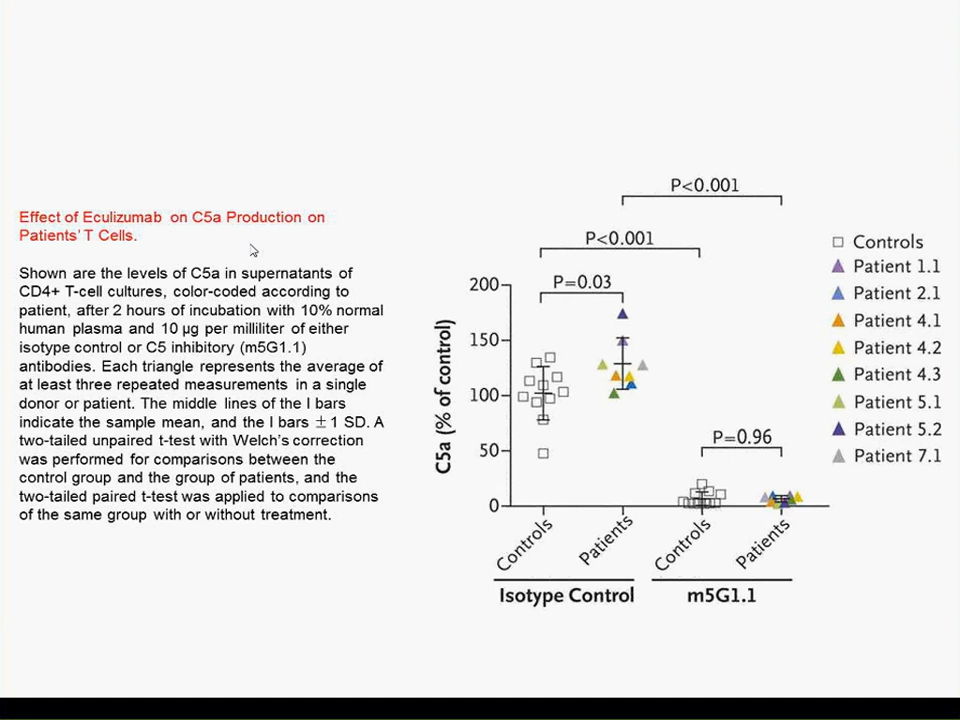 Effect of Eculizumab on C5a Production on
Patients' T Cells.
Shown are the levels of C5a in supernatants of
CD4+ T-cell cultures, color-coded according to
patient, after 2 hours of incubation with 10% normal
human plasma and 10 μg per milliliter of either
isotype control or C5 inhibitory (m5G1.1)
antibodies. Each triangle represents the average of
at least three repeated measurements in a single
donor or patient. The middle lines of the I bars
indicate the sample mean, and the I bars ±1 SD. A
two-tailed unpaired t-test with Welch's correction
was performed for comparisons between the
control group and the group of patients, and the
two-tailed paired t-test was applied to comparisons
of the same group with or without treatment.
P<0.001
P<0.001
P=0.03
P=0.96
C5a (% of control)
200
150
100
50
0
Controls
Patients
Controls
Patients
Isotype Control
m5G1.1
Controls
Patient 1.1
Patient 2.1
Patient 4.1
Patient 4.2
Patient 4.3
Patient 5.1
Patient 5.2
Patient 7.1